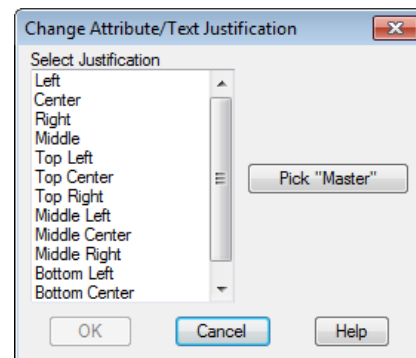 Change Attribute/Text Justification
Select Justification
Left
Center
Right
Middle
Top Left
Top Center
Top Right
Middle Left
Middle Center
Middle Right
Bottom Left
Bottom Center
Pick "Master"
OK
Cancel
Help